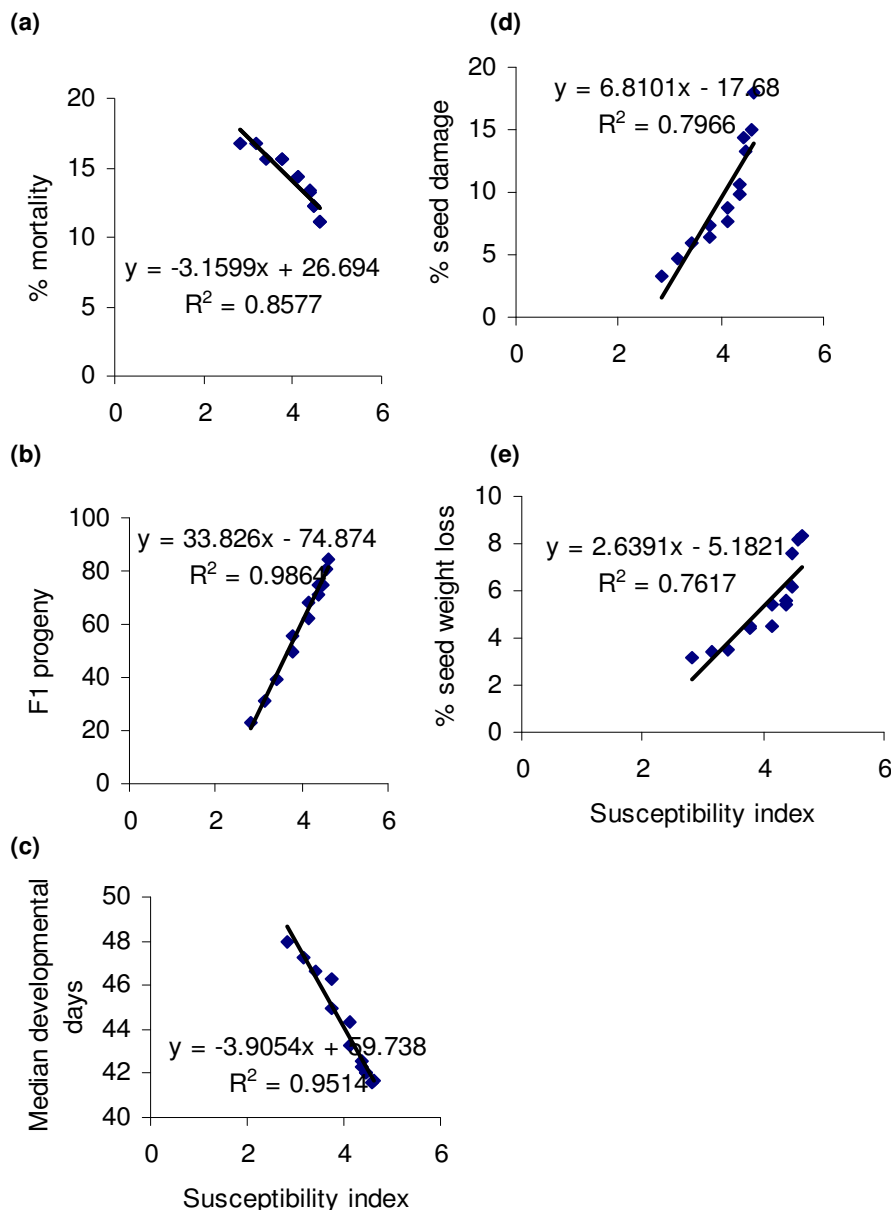 (a)
20
15
10
5
0
% mortality
y = -3.1599x + 26.694
R² = 0.8577
0 2 4 6
(b)
100
80
60
40
20
0
F1 progeny
y = 33.826x - 74.874
R² = 0.9864
0 2 4 6
(c)
50
48
46
44
42
40
Median developmental
days
y = -3.9054x + 59.738
R² = 0.9514
0 2 4 6
Susceptibility index
(d)
20
15
10
5
0
% seed damage
y = 6.8101x - 17.68
R² = 0.7966
0 2 4 6
(e)
10
8
6
4
2
0
% seed weight loss
y = 2.6391x - 5.1821
R² = 0.7617
0 2 4 6
Susceptibility index